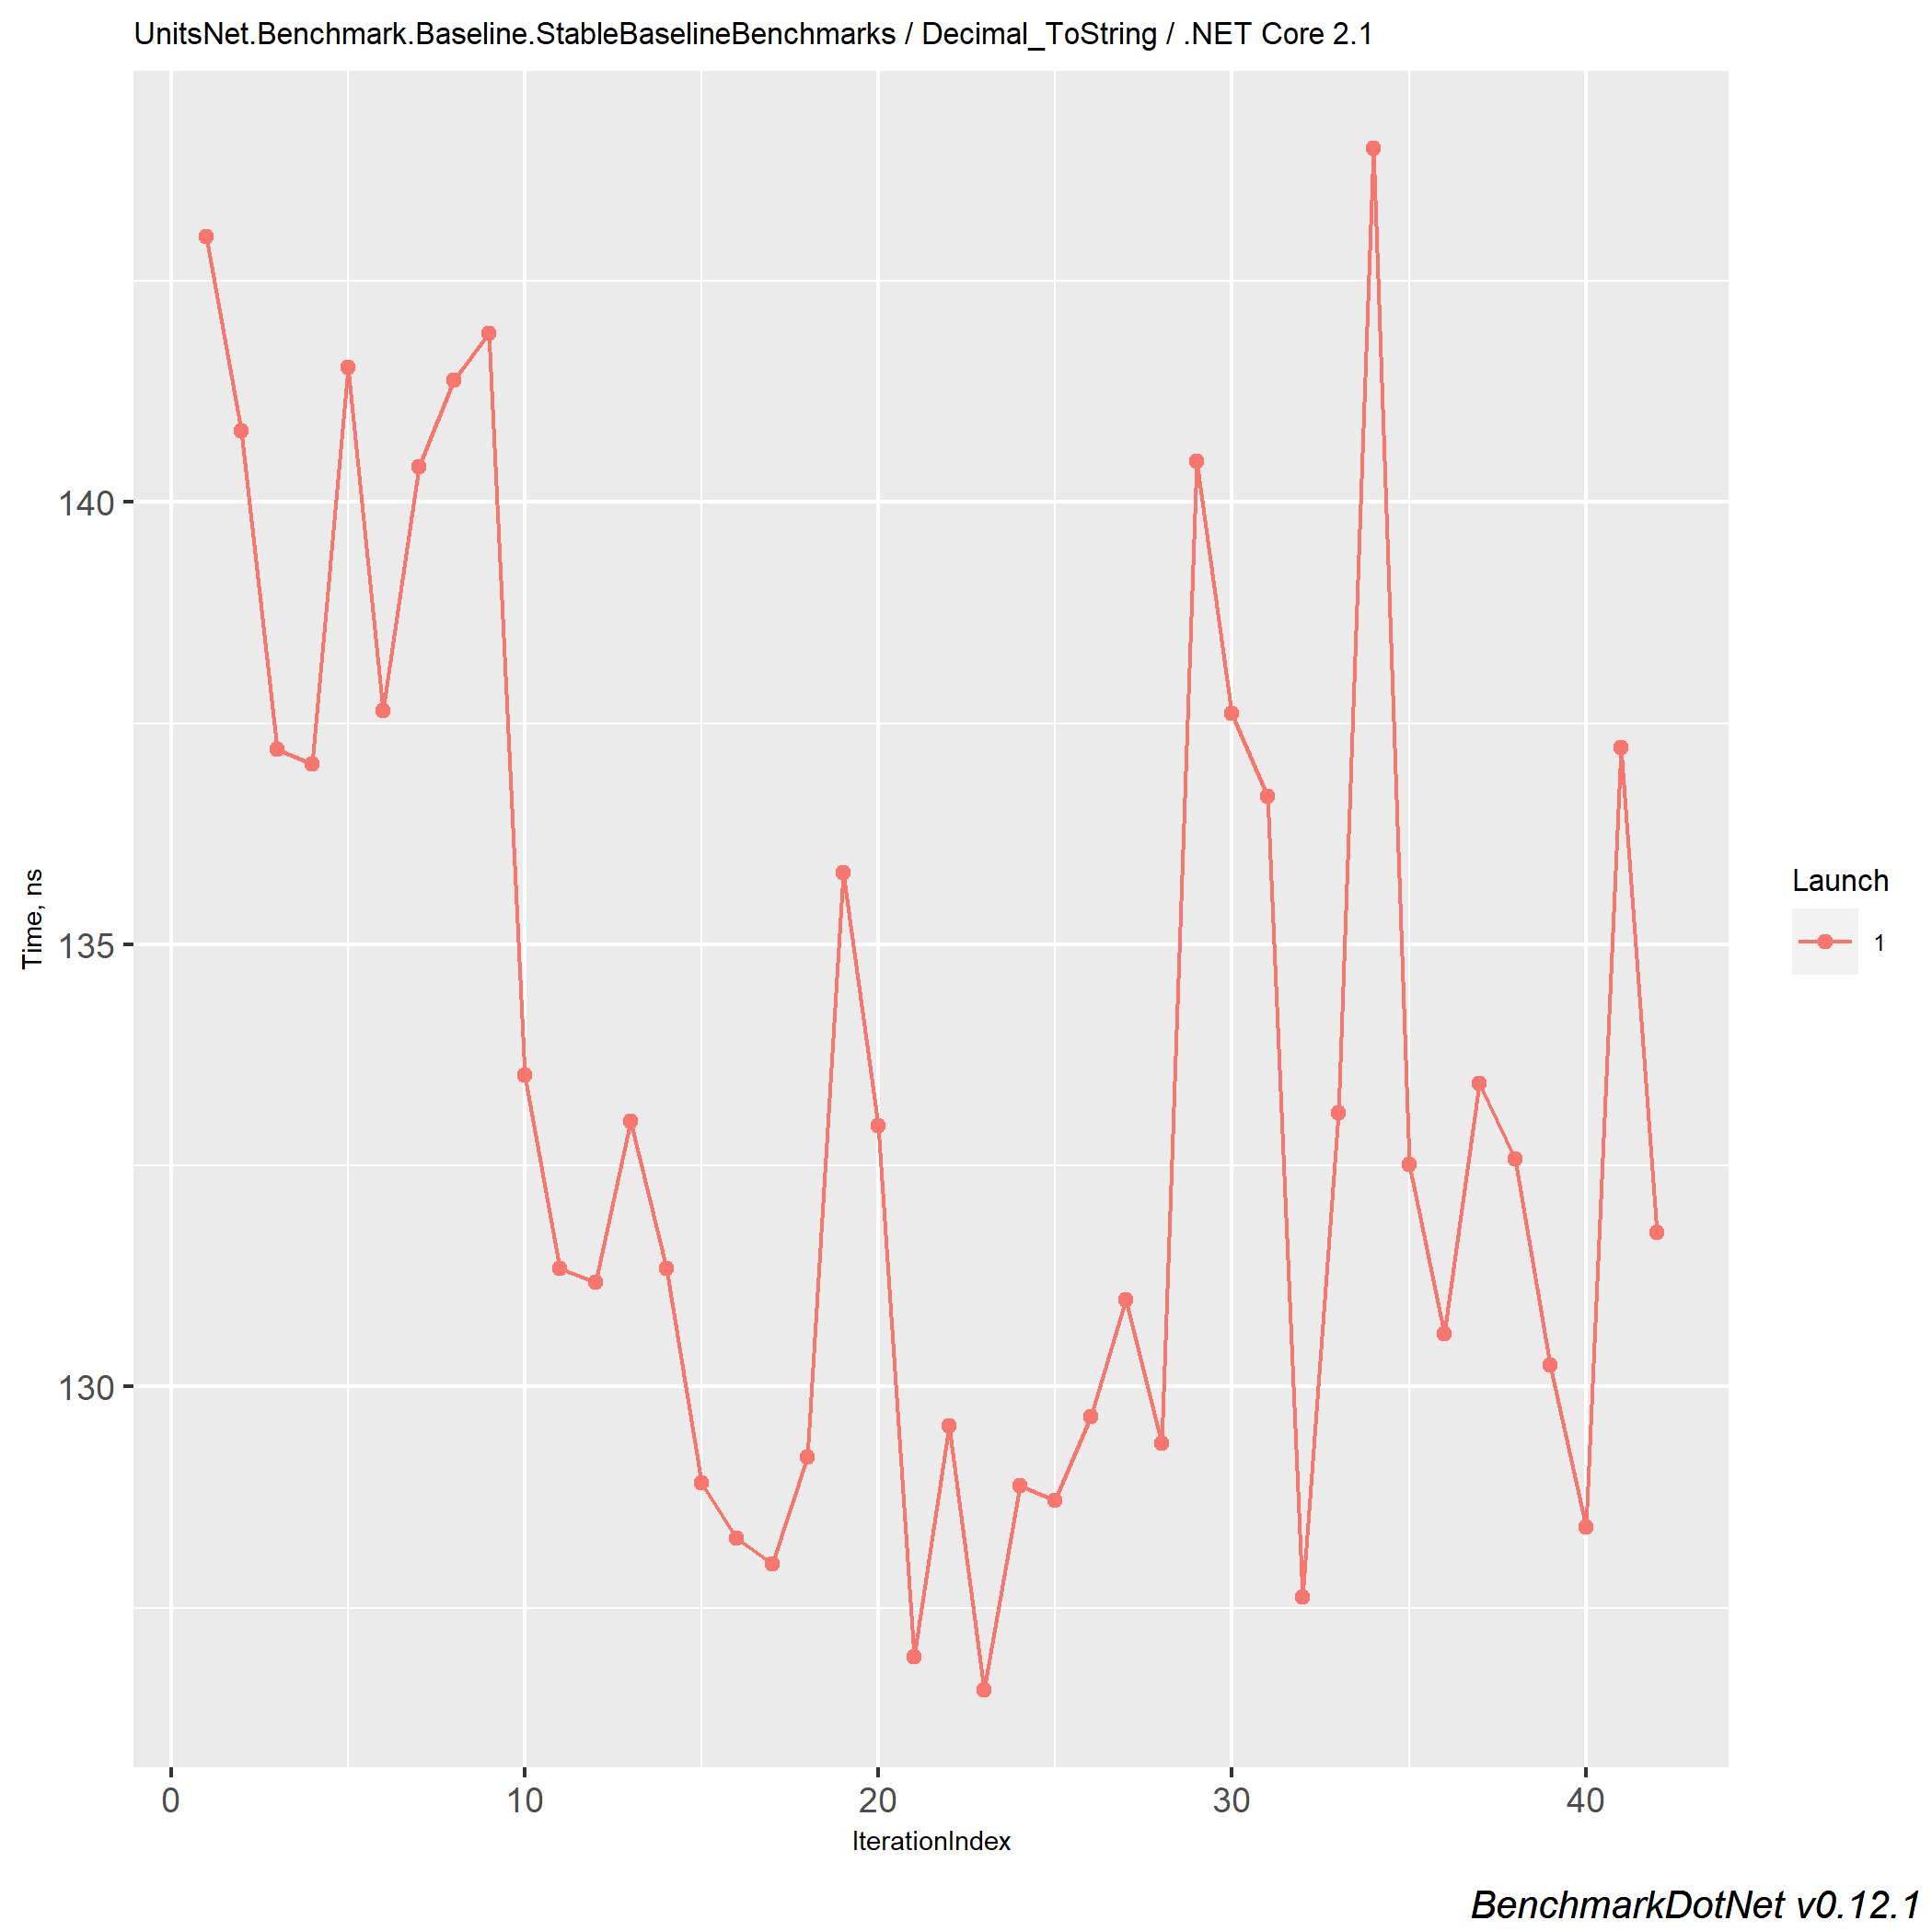 UnitsNet.Benchmark.Baseline.StableBaselineBenchmarks / Decimal_ToString / .NET Core 2.1
140
135
130
Time, ns
0 10 20 30 40
IterationIndex
Launch
1
BenchmarkDotNet v0.12.1